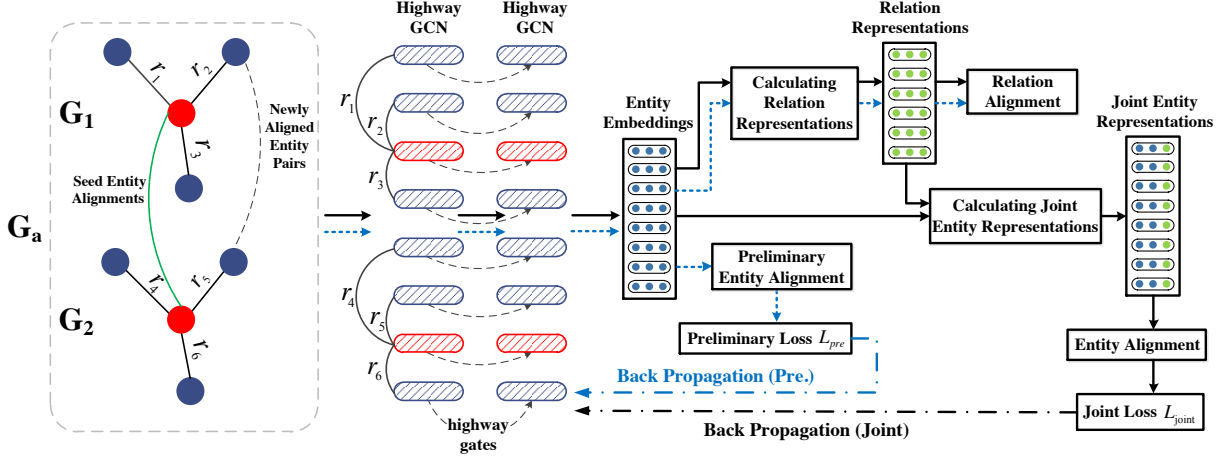 G₁
r₁
r₂
r₃
Newly
Aligned
Entity
Pairs
Seed Entity
Alignments
Gₐ
G₂
r₄
r₅
r₆
Highway
GCN
Highway
GCN
r₁
r₂
r₃
r₄
r₅
r₆
highway
gates
Entity
Embeddings
Calculating
Relation
Representations
Relation
Representations
Relation
Alignment
Joint Entity
Representations
Calculating Joint
Entity Representations
Preliminary
Entity Alignment
Preliminary Loss L_pre
Back Propagation (Pre.)
Entity Alignment
Joint Loss L_joint
Back Propagation (Joint)